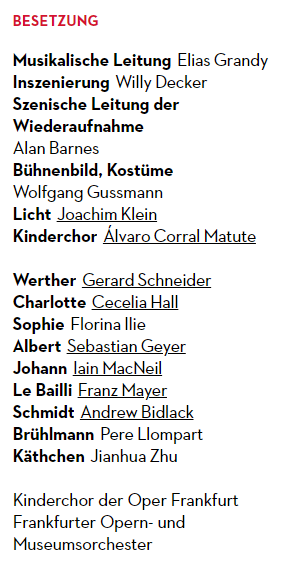 BESETZUNG
Musikalische Leitung Elias Grandy
Inszenierung Willy Decker
Szenische Leitung der
Wiederaufnahme
Alan Barnes
Bühnenbild, Kostüme
Wolfgang Gussmann
Licht Joachim Klein
Kinderchor Álvaro Corral Matute
Werther Gerard Schneider
Charlotte Cecelia Hall
Sophie Florina Ilie
Albert Sebastian Geyer
Johann Iain MacNeil
Le Bailli Franz Mayer
Schmidt Andrew Bidlack
Brühlmann Pere Llompart
Käthchen Jianhua Zhu
Kinderchor der Oper Frankfurt
Frankfurter Opern- und
Museumsorchester